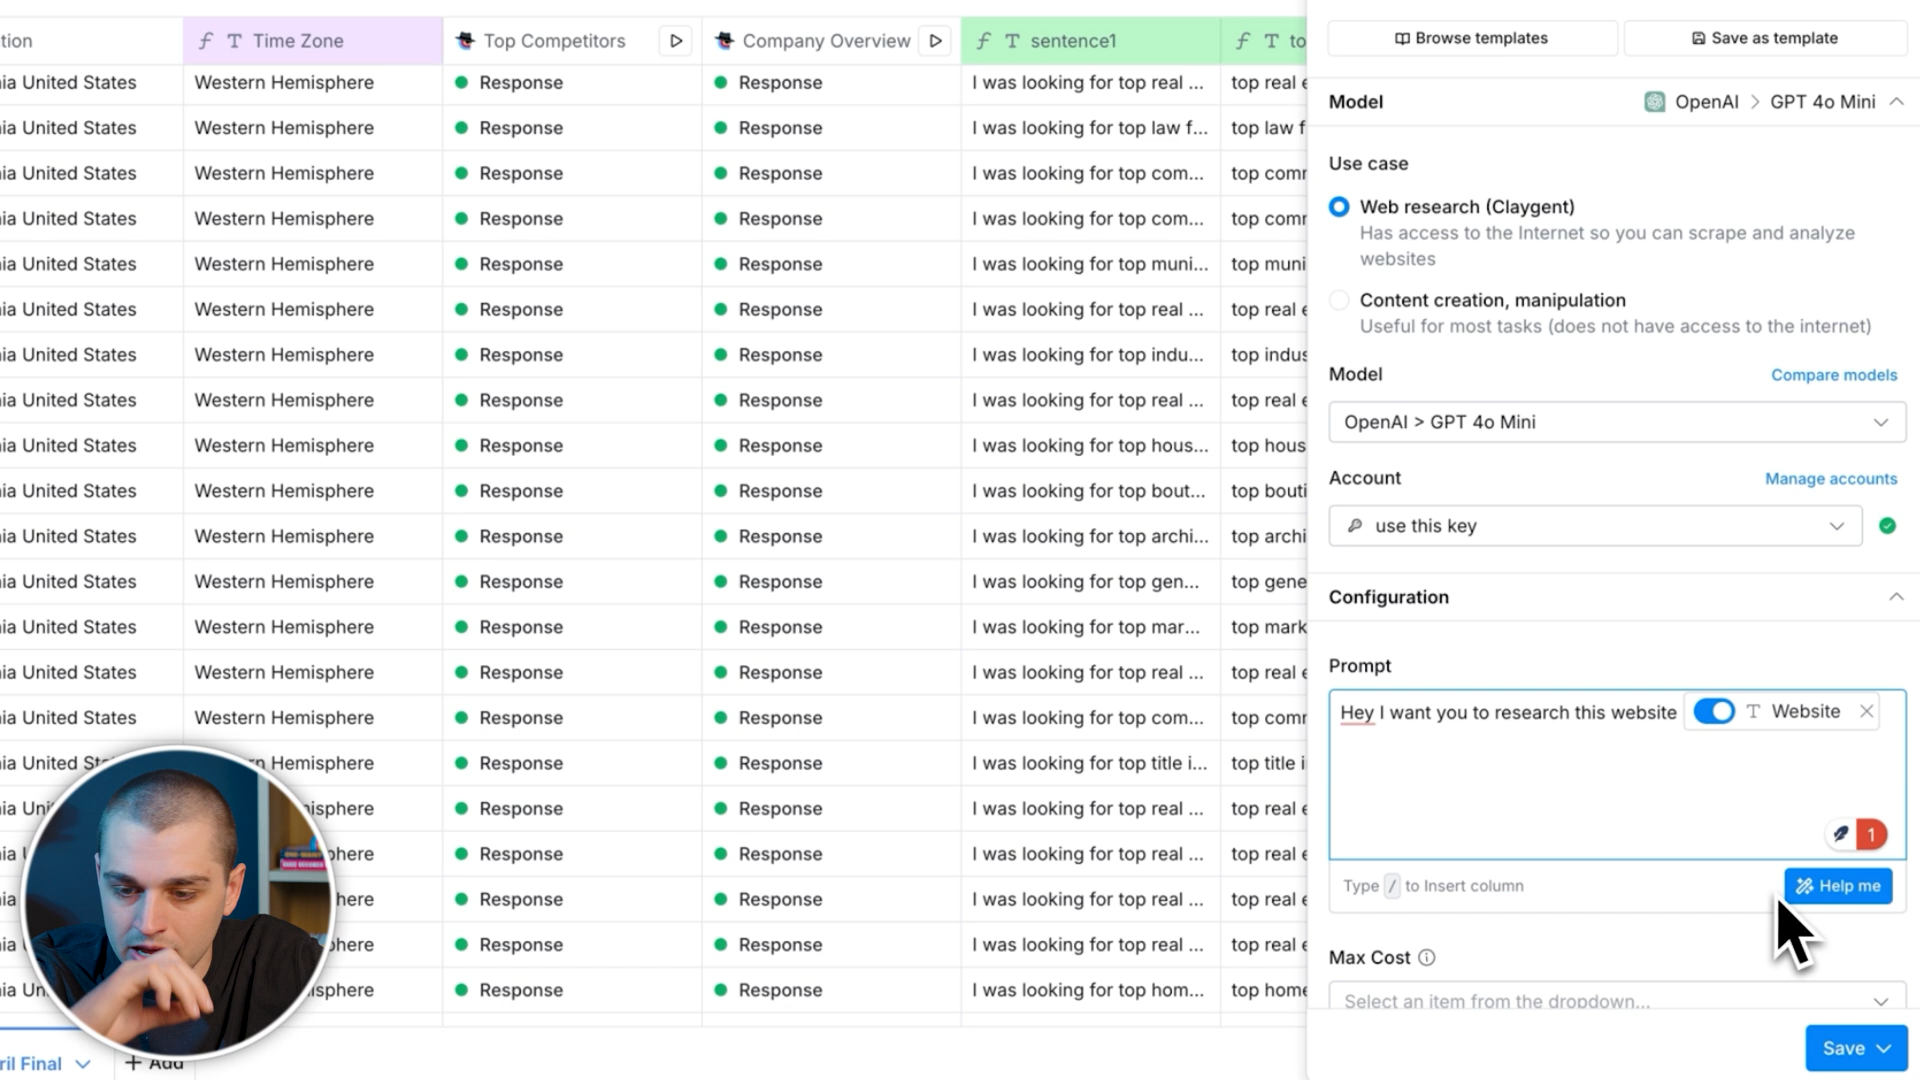 tion Time Zone Top Competitors Company Overview sentence1 to
ia United States Western Hemisphere Response Response I was looking for top real ... top real e
ia United States Western Hemisphere Response Response I was looking for top law f... top law f
ia United States Western Hemisphere Response Response I was looking for top com... top comr
ia United States Western Hemisphere Response Response I was looking for top com... top comr
ia United States Western Hemisphere Response Response I was looking for top muni... top muni
ia United States Western Hemisphere Response Response I was looking for top real ... top real e
ia United States Western Hemisphere Response Response I was looking for top indu... top indus
ia United States Western Hemisphere Response Response I was looking for top real ... top real e
ia United States Western Hemisphere Response Response I was looking for top hous... top hous
ia United States Western Hemisphere Response Response I was looking for top bout... top bouti
ia United States Western Hemisphere Response Response I was looking for top archi... top archi
ia United States Western Hemisphere Response Response I was looking for top gen... top gene
ia United States Western Hemisphere Response Response I was looking for top mar... top mark
ia United States Western Hemisphere Response Response I was looking for top real ... top real e
ia United States Western Hemisphere Response Response I was looking for top com... top comr
ia United Sta Hemisphere Response Response I was looking for top title i... top title i
ia Uni isphere Response Response I was looking for top real ... top real e
ia phere Response Response I was looking for top real ... top real e
ia here Response Response I was looking for top real ... top real e
ia phere Response Response I was looking for top real ... top real e
ia Un isphere Response Response I was looking for top hom... top home
ril Final + Add
Browse templates Save as template
Model OpenAI > GPT 4o Mini
Use case
Web research (Claygent)
Has access to the Internet so you can scrape and analyze
websites
Content creation, manipulation
Useful for most tasks (does not have access to the internet)
Model Compare models
OpenAI > GPT 4o Mini
Account Manage accounts
use this key
Configuration
Prompt
Hey I want you to research this website T Website
1
Type / to Insert column Help me
Max Cost
Select an item from the dropdown...
Save